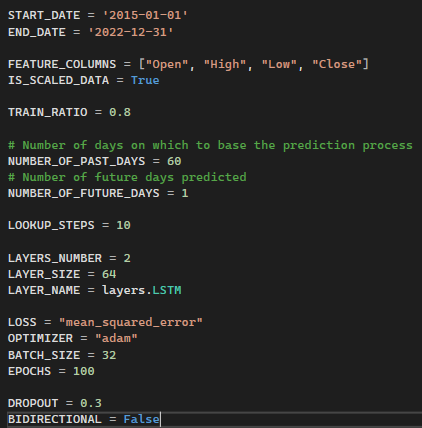 START_DATE = '2015-01-01'
END_DATE = '2022-12-31'
FEATURE_COLUMNS = ["Open", "High", "Low", "Close"]
IS_SCALED_DATA = True
TRAIN_RATIO = 0.8
# Number of days on which to base the prediction process
NUMBER_OF_PAST_DAYS = 60
# Number of future days predicted
NUMBER_OF_FUTURE_DAYS = 1
LOOKUP_STEPS = 10
LAYERS_NUMBER = 2
LAYER_SIZE = 64
LAYER_NAME = layers.LSTM
LOSS = "mean_squared_error"
OPTIMIZER = "adam"
BATCH_SIZE = 32
EPOCHS = 100
DROPOUT = 0.3
BIDIRECTIONAL = False